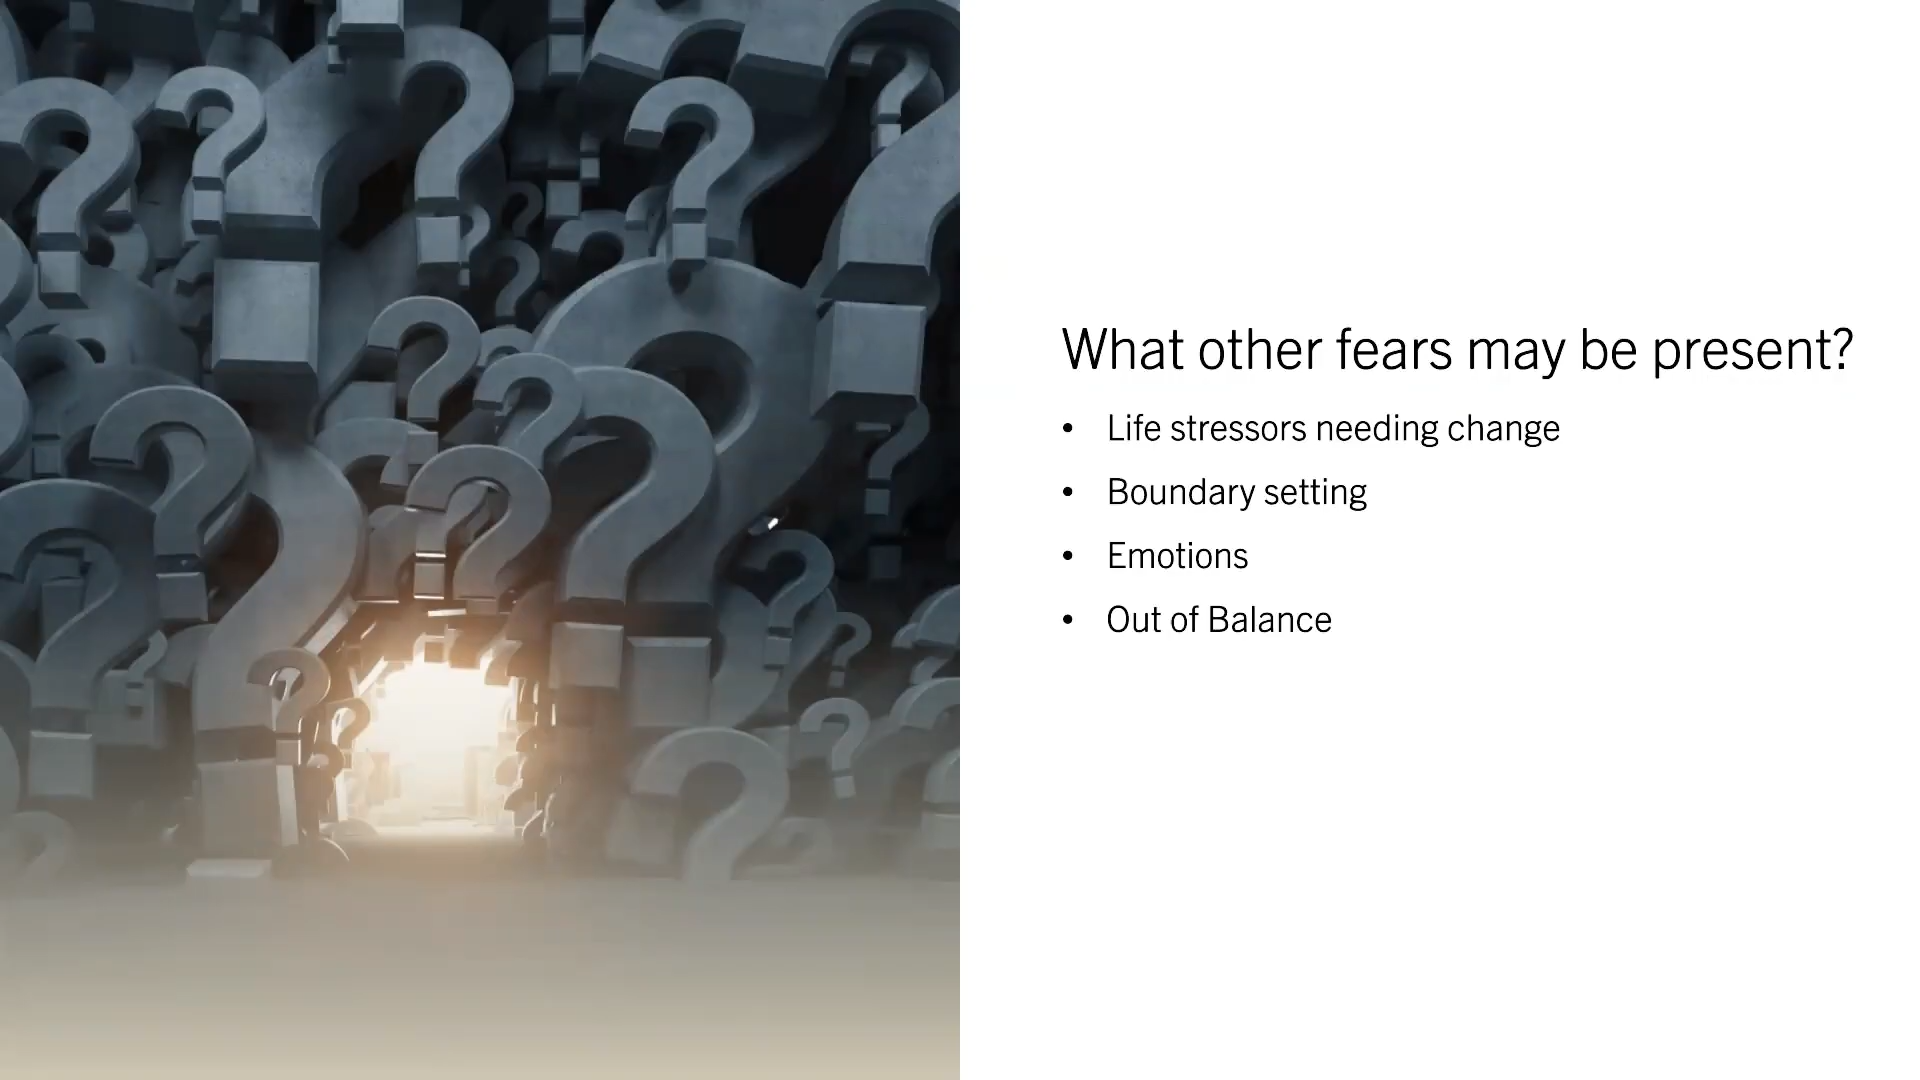 What other fears may be present?
• Life stressors needing change
• Boundary setting
• Emotions
• Out of Balance